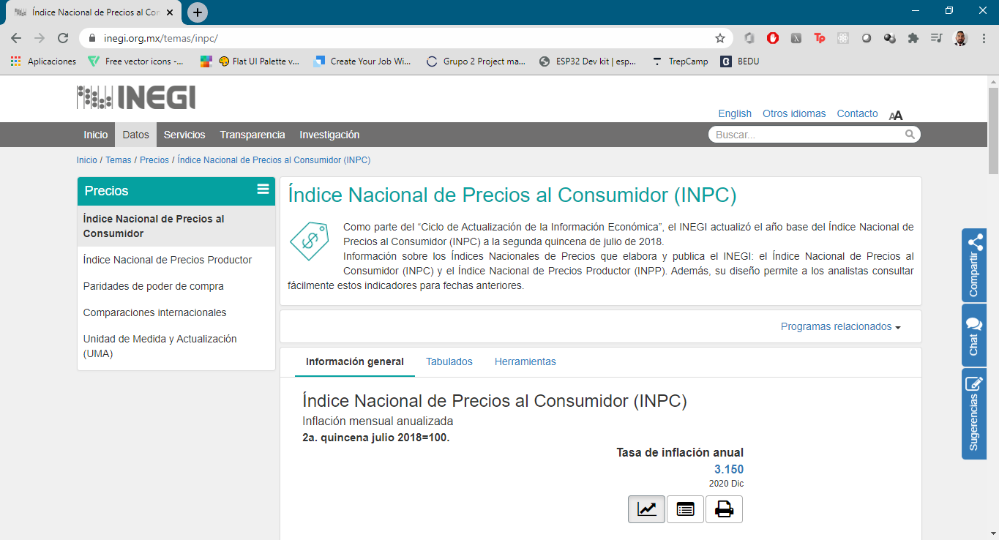 Índice Nacional de Precios al Con
inegi.org.mx/temas/inpc/
Aplicaciones
Free vector icons -...
Flat UI Palette v...
Create Your Job Wi...
Grupo 2 Project ma...
ESP32 Dev kit | esp...
TrepCamp
BEDU
INEGI
English Otros idiomas Contacto AA
Inicio Datos Servicios Transparencia Investigación
Buscar...
Inicio / Temas / Precios / Índice Nacional de Precios al Consumidor (INPC)
Precios
Índice Nacional de Precios al
Consumidor
Índice Nacional de Precios Productor
Paridades de poder de compra
Comparaciones internacionales
Unidad de Medida y Actualización
(UMA)
Índice Nacional de Precios al Consumidor (INPC)
Como parte del “Ciclo de Actualización de la Información Económica”, el INEGI actualizó el año base del Índice Nacional de
Precios al Consumidor (INPC) a la segunda quincena de julio de 2018.
Información sobre los Índices Nacionales de Precios que elabora y publica el INEGI: el Índice Nacional de Precios al
Consumidor (INPC) y el Índice Nacional de Precios Productor (INPP). Además, su diseño permite a los analistas consultar
fácilmente estos indicadores para fechas anteriores.
Programas relacionados
Información general Tabulados Herramientas
Índice Nacional de Precios al Consumidor (INPC)
Inflación mensual anualizada
2a. quincena julio 2018=100.
Tasa de inflación anual
3.150
2020 Dic
Compartir
Chat
Sugerencias